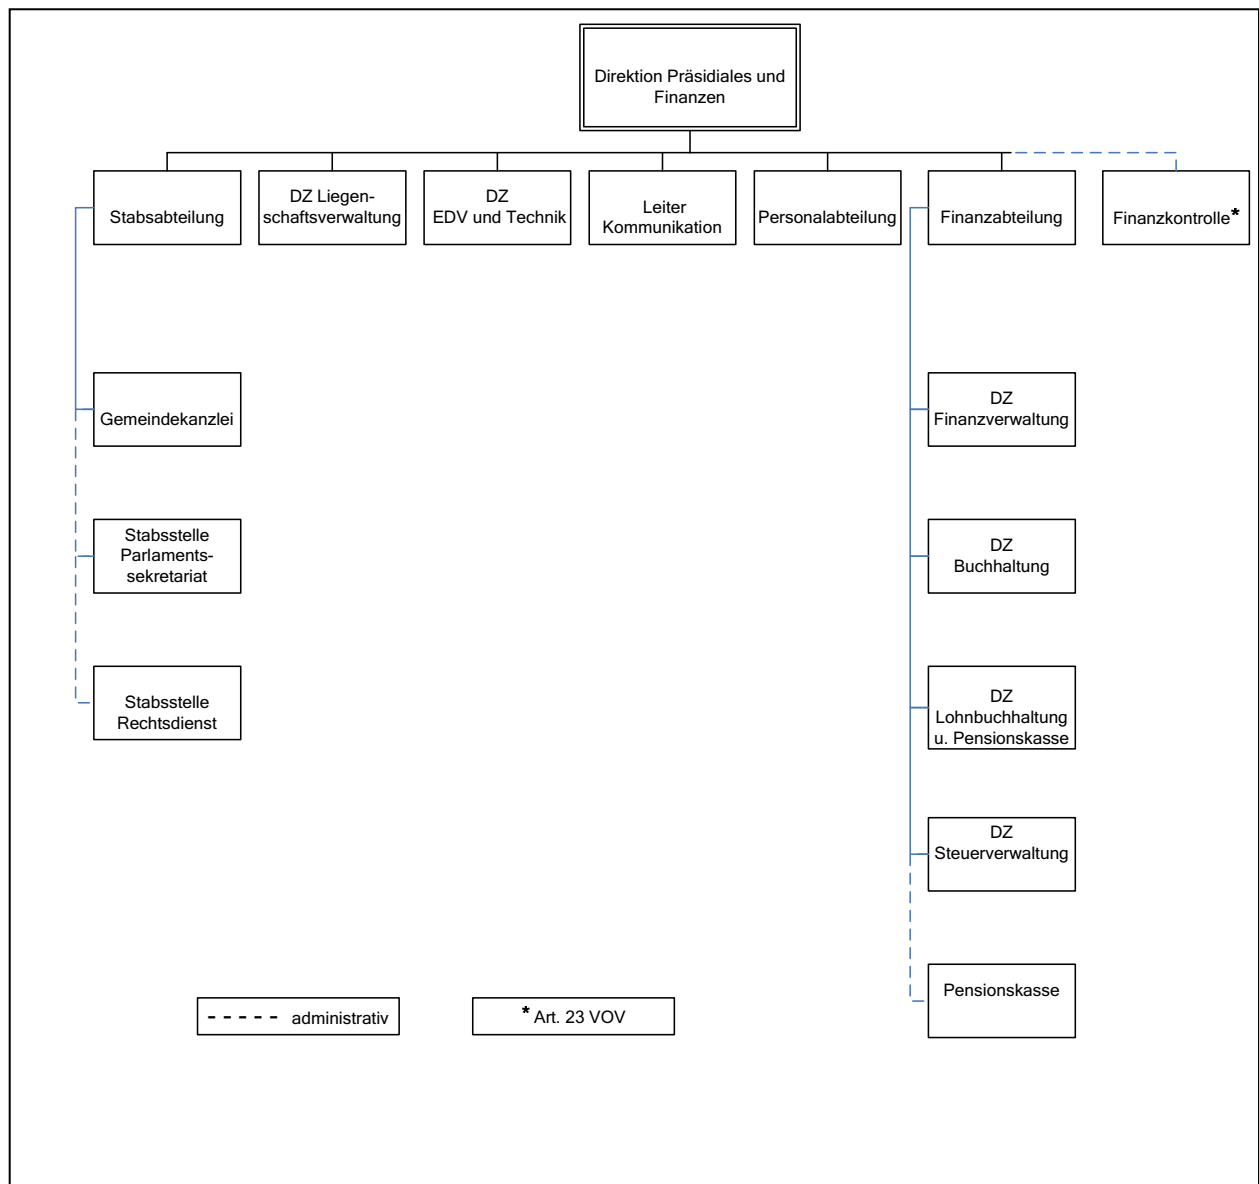 Direktion Präsidiales und
Finanzen
Stabsabteilung
DZ Liegen-
schaftsverwaltung
DZ
EDV und Technik
Leiter
Kommunikation
Personalabteilung
Finanzabteilung
Finanzkontrolle*
Gemeindekanzlei
DZ
Finanzverwaltung
Stabsstelle
Parlaments-
sekretariat
DZ
Buchhaltung
Stabsstelle
Rechtsdienst
DZ
Lohnbuchhaltung
u. Pensionskasse
DZ
Steuerverwaltung
Pensionskasse
administrativ
* Art. 23 VOV